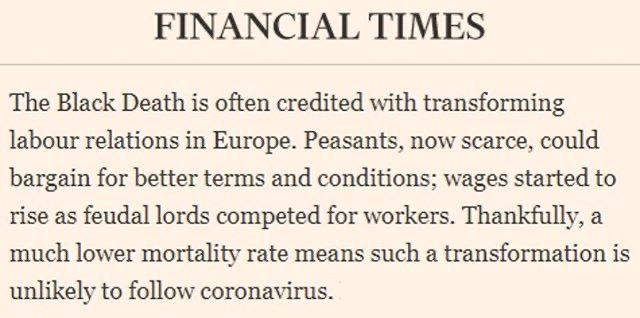 FINANCIAL TIMES
The Black Death is often credited with transforming
labour relations in Europe. Peasants, now scarce, could
bargain for better terms and conditions; wages started to
rise as feudal lords competed for workers. Thankfully, a
much lower mortality rate means such a transformation is
unlikely to follow coronavirus.